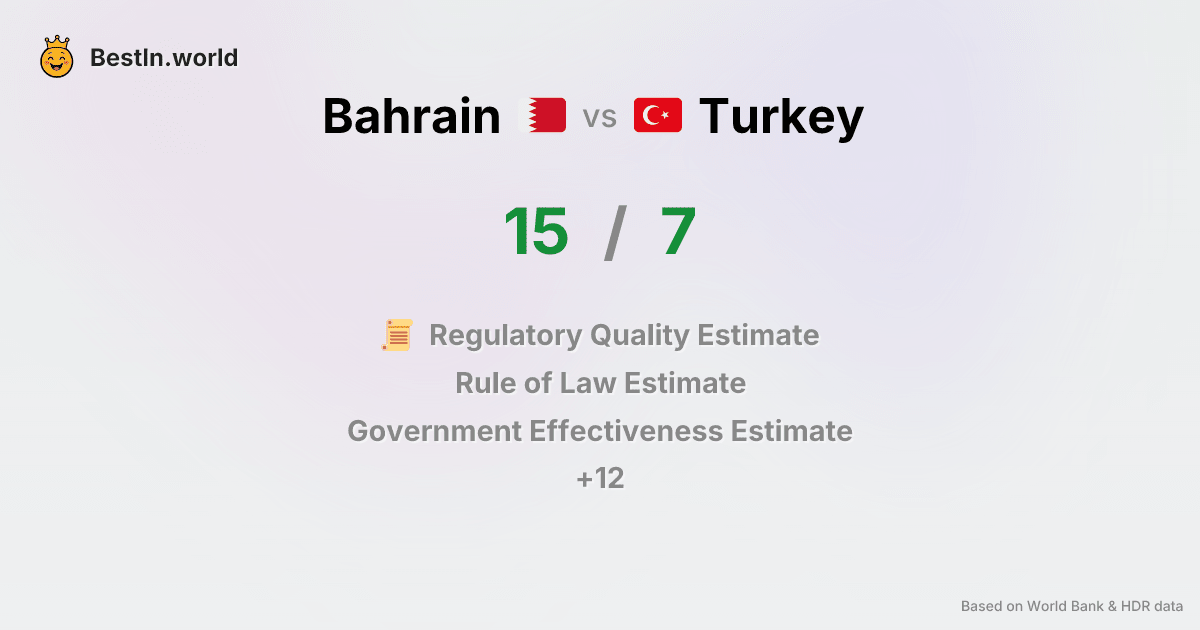 BestIn.world
Bahrain vs Turkey
15 / 7
Regulatory Quality Estimate
Rule of Law Estimate
Government Effectiveness Estimate
+12
Based on World Bank & HDR data